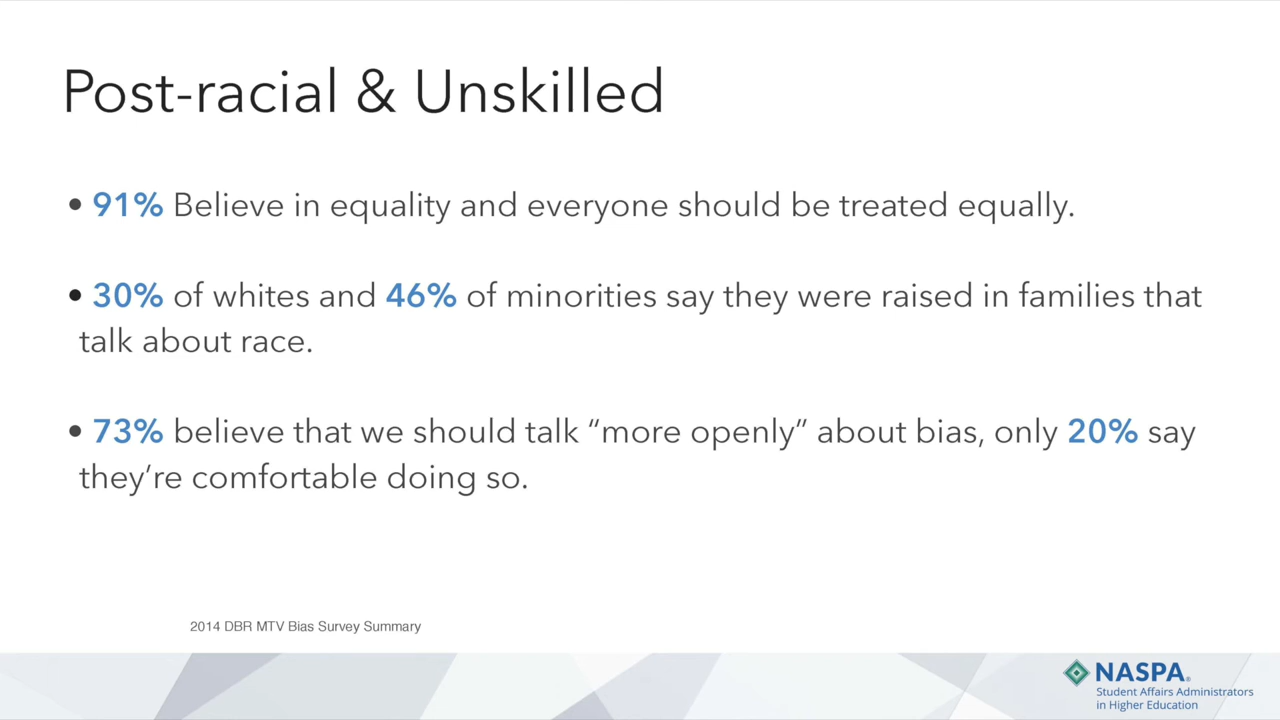 Post-racial & Unskilled
• 91% Believe in equality and everyone should be treated equally.
• 30% of whites and 46% of minorities say they were raised in families that
talk about race.
• 73% believe that we should talk “more openly” about bias, only 20% say
they’re comfortable doing so.
2014 DBR MTV Bias Survey Summary
NASPA®
Student Affairs Administrators
in Higher Education